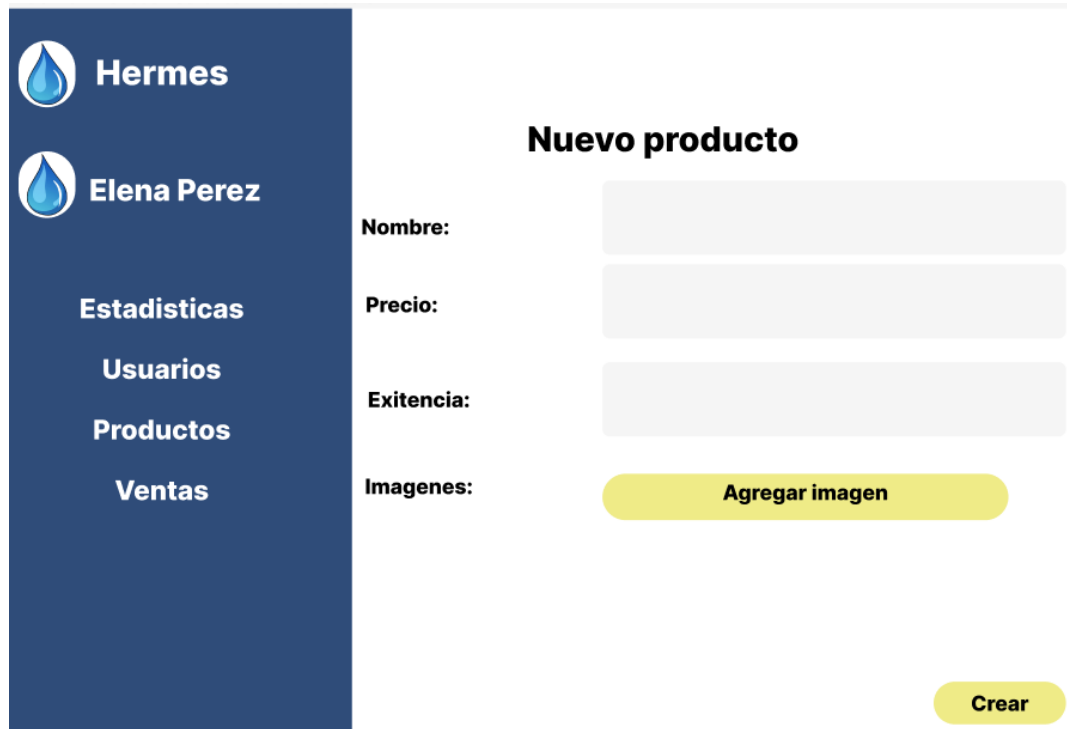 Hermes
Elena Perez
Estadisticas
Usuarios
Productos
Ventas
Nuevo producto
Nombre:
Precio:
Exitencia:
Imagenes:
Agregar imagen
Crear